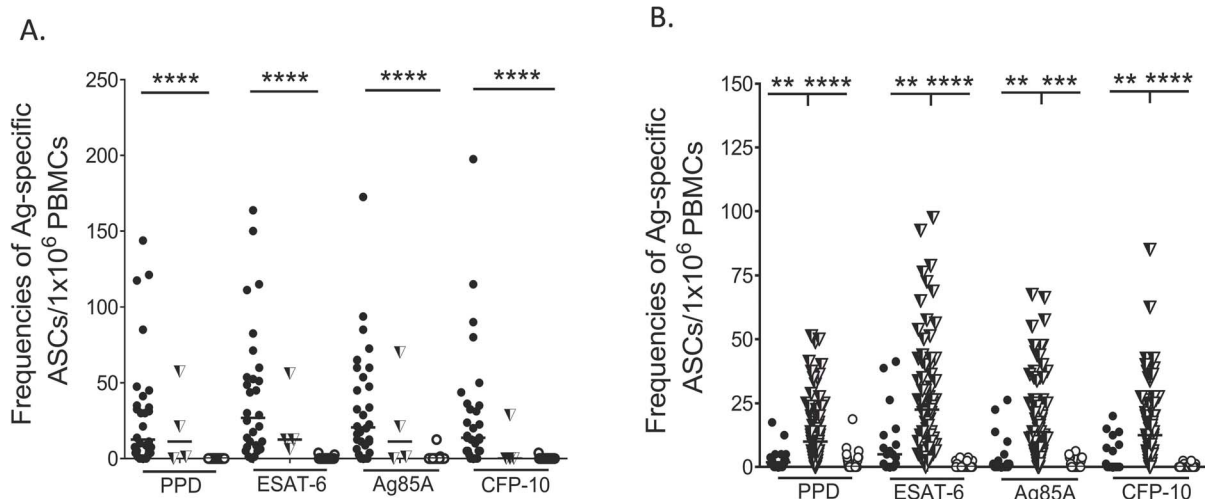 A.
Frequencies of Ag-specific
ASCs/1x10⁶ PBMCs
250
200
150
100
50
0
****
****
****
****
PPD
ESAT-6
Ag85A
CFP-10
B.
Frequencies of Ag-specific
ASCs/1x10⁶ PBMCs
150
125
100
75
50
25
0
** ****
** ****
** ***
** ****
PPD
ESAT-6
Ag85A
CFP-10